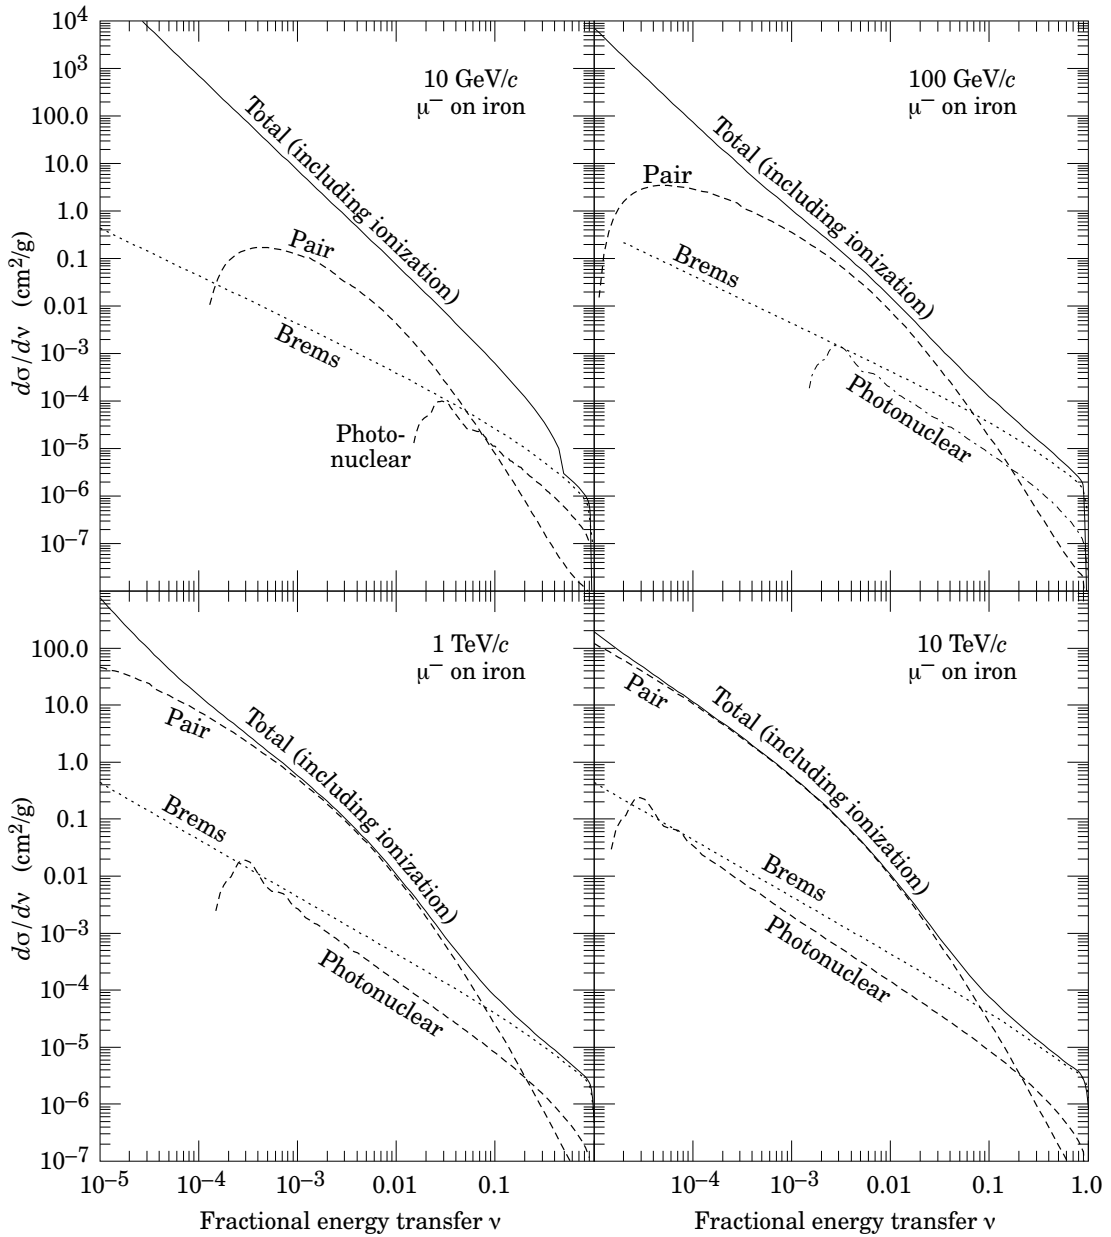 10⁴
10³
100.0
10.0
1.0
0.1
0.01
10⁻³
10⁻⁴
10⁻⁵
10⁻⁶
10⁻⁷
dσ/dν (cm²/g)
10 GeV/c
μ⁻ on iron
Total (including ionization)
Pair
Brems
Photo-
nuclear
100 GeV/c
μ⁻ on iron
Total (including ionization)
Pair
Brems
Photonuclear
100.0
10.0
1.0
0.1
0.01
10⁻³
10⁻⁴
10⁻⁵
10⁻⁶
10⁻⁷
dσ/dν (cm²/g)
1 TeV/c
μ⁻ on iron
Total (including ionization)
Pair
Brems
Photonuclear
10 TeV/c
μ⁻ on iron
Total (including ionization)
Pair
Brems
Photonuclear
10⁻⁵ 10⁻⁴ 10⁻³ 0.01 0.1
10⁻⁴ 10⁻³ 0.01 0.1 1.0
Fractional energy transfer ν
Fractional energy transfer ν